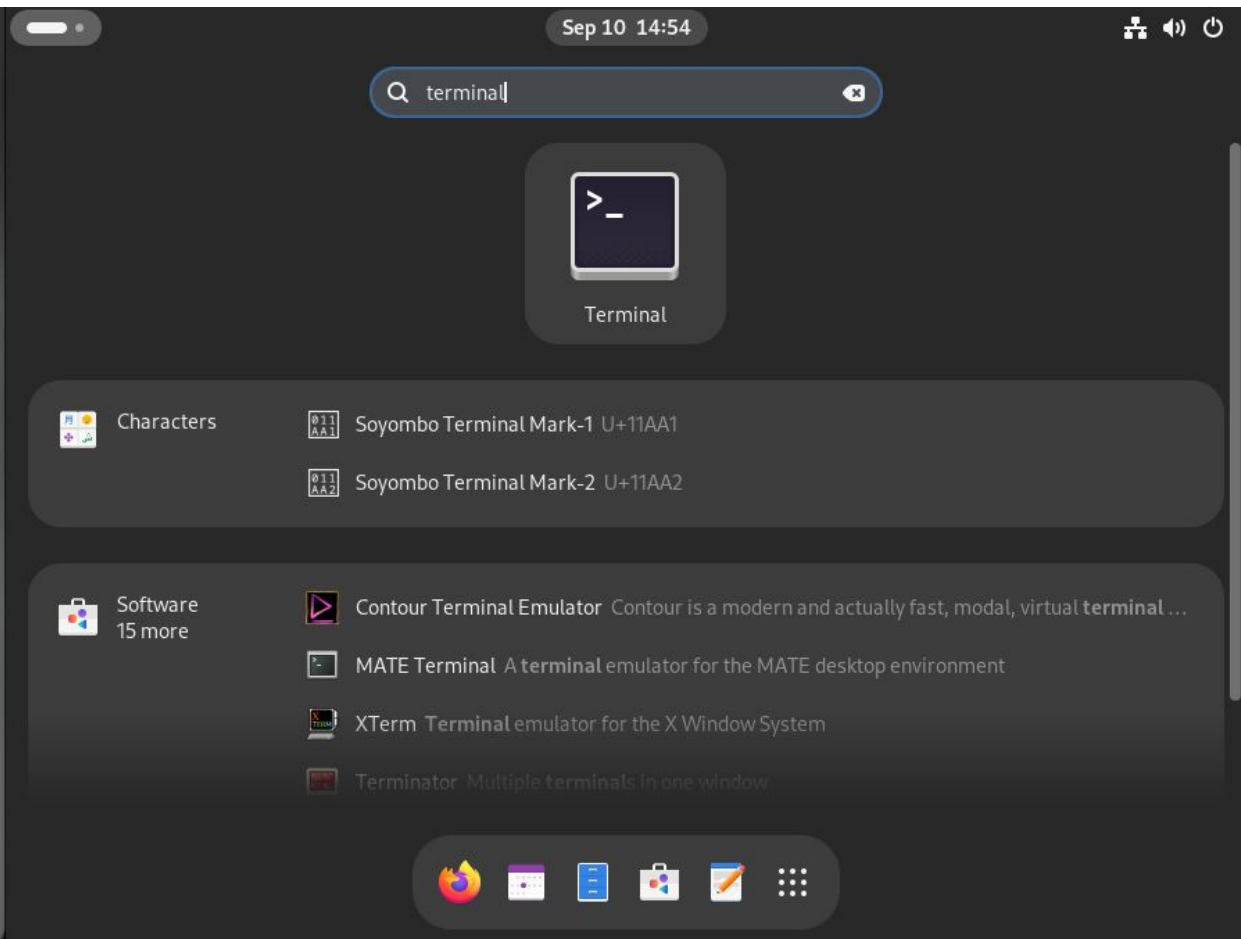 Sep 10 14:54
terminal
>_
Terminal
Characters
Soyombo Terminal Mark-1 U+11AA1
Soyombo Terminal Mark-2 U+11AA2
Software
15 more
Contour Terminal Emulator Contour is a modern and actually fast, modal, virtual terminal ...
MATE Terminal A terminal emulator for the MATE desktop environment
XTerm Terminal emulator for the X Window System
Terminator Multiple terminals in one window